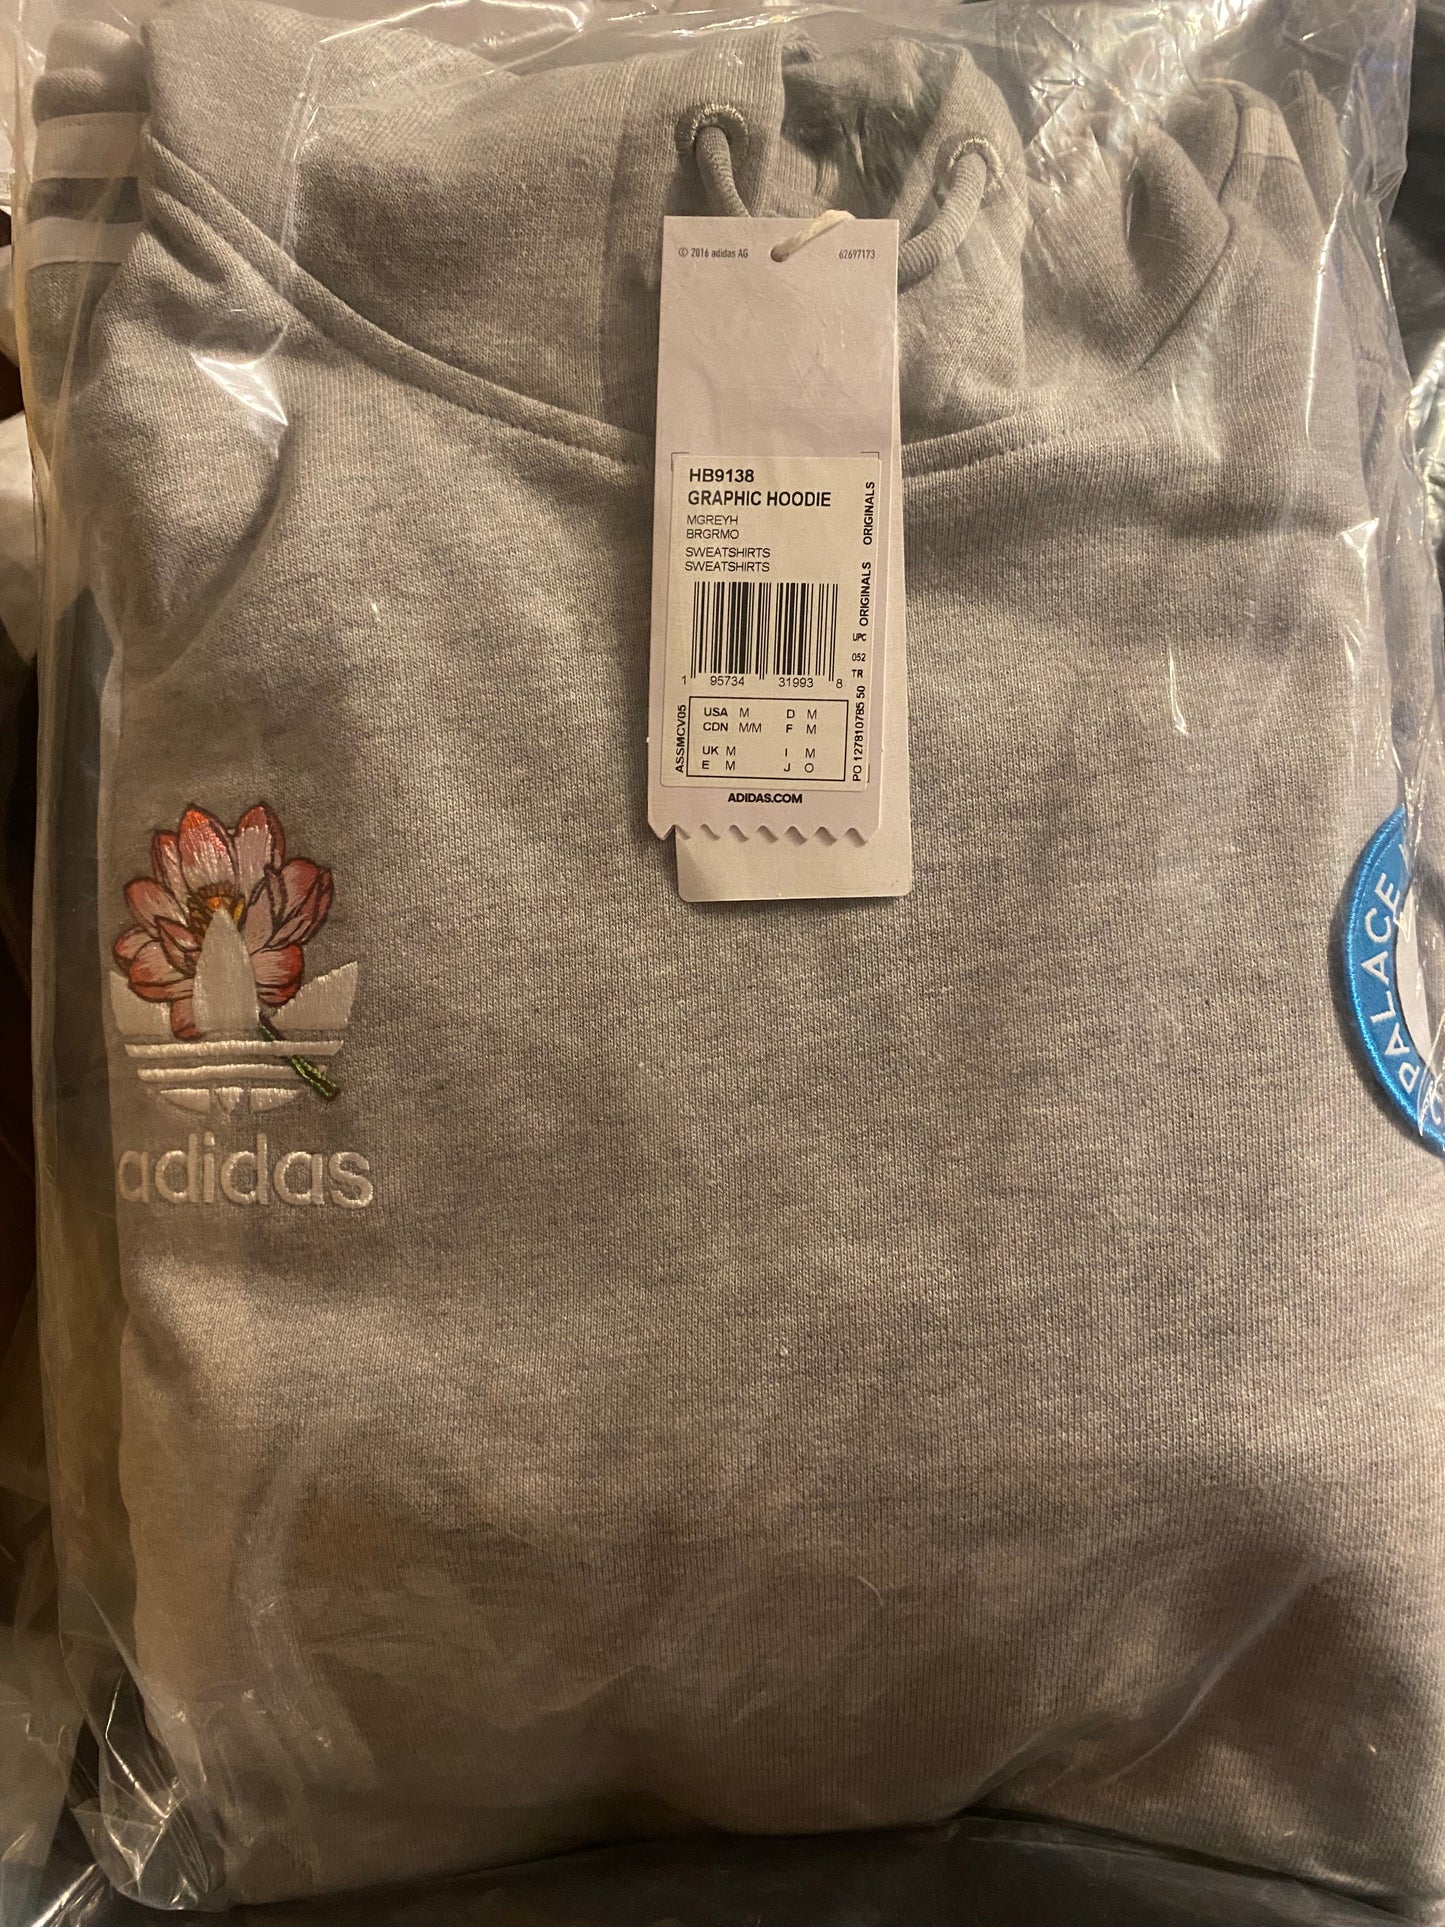 © 2016 adidas AG
62697173
HB9138
GRAPHIC HOODIE
MGREYH
BRGRMO
SWEATSHIRTS
SWEATSHIRTS
ORIGINALS
ORIGINALS
UPC
052
TR
1 95734 31993 8
ASSMCV05
PO 127810785 50
USA M D M
CDN M/M F M
UK M I M
E M J O
ADIDAS.COM
adidas
PALACE